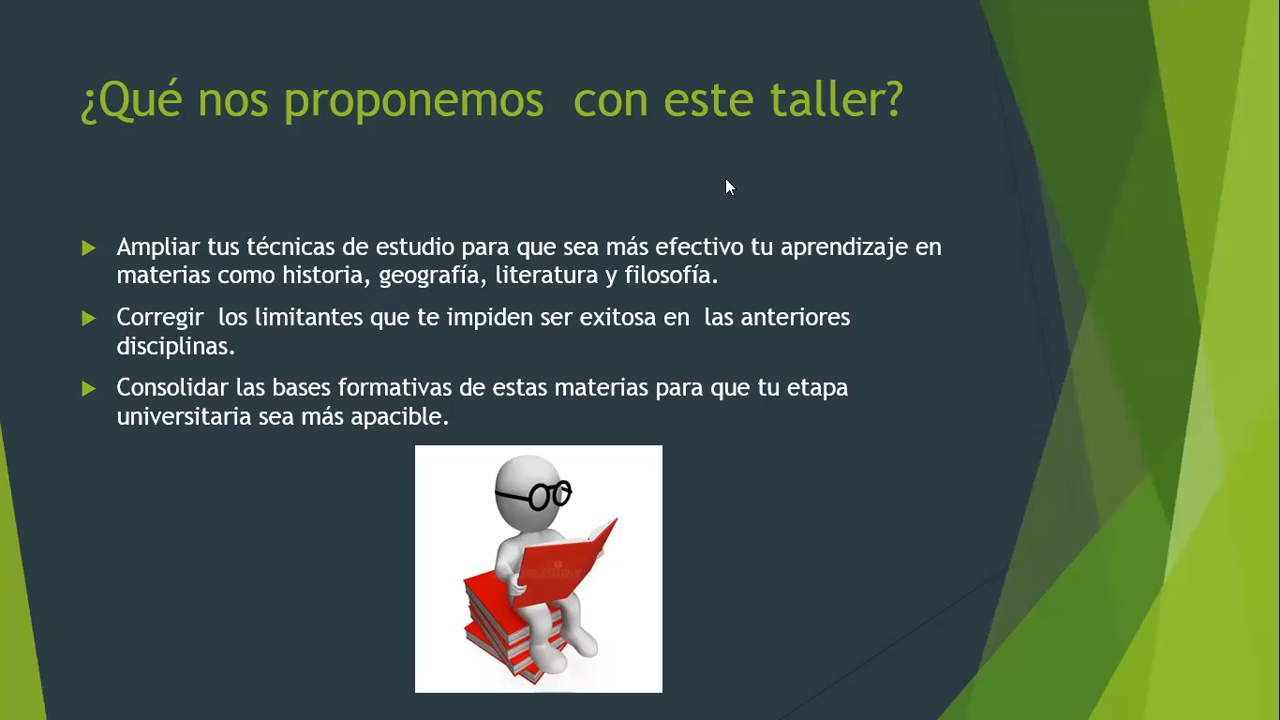 ¿Qué nos proponemos  con este taller?
Ampliar tus técnicas de estudio para que sea más efectivo tu aprendizaje en
materias como historia, geografía, literatura y filosofía.
Corregir  los limitantes que te impiden ser exitosa en  las anteriores
disciplinas.
Consolidar las bases formativas de estas materias para que tu etapa
universitaria sea más apacible.